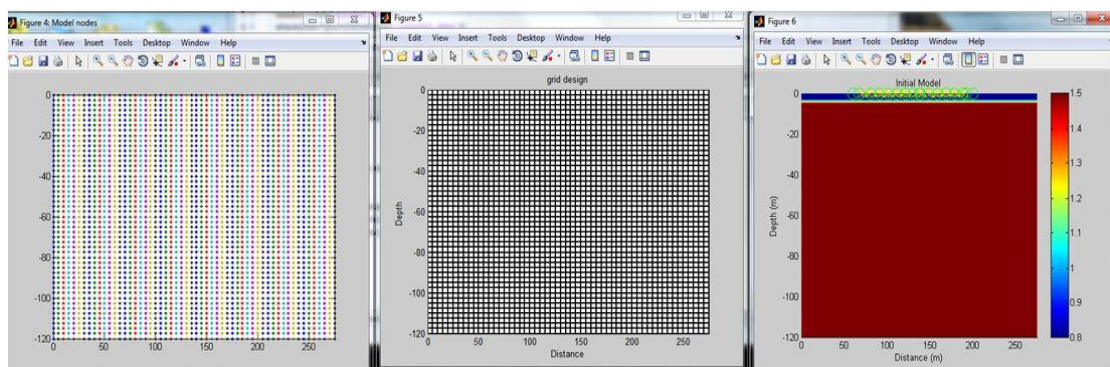 Figure 4: Model nodes
File Edit View Insert Tools Desktop Window Help
0
-20
-40
-60
-80
-100
-120
0 50 100 150 200 250
Figure 5
File Edit View Insert Tools Desktop Window Help
grid design
0
-20
-40
-60
-80
-100
-120
Depth
0 50 100 150 200 250
Distance
Figure 6
File Edit View Insert Tools Desktop Window Help
Initial Model
0
-20
-40
-60
-80
-100
-120
Depth (m)
0 50 100 150 200 250
Distance (m)
1.5
1.4
1.3
1.2
1.1
1
0.9
0.8